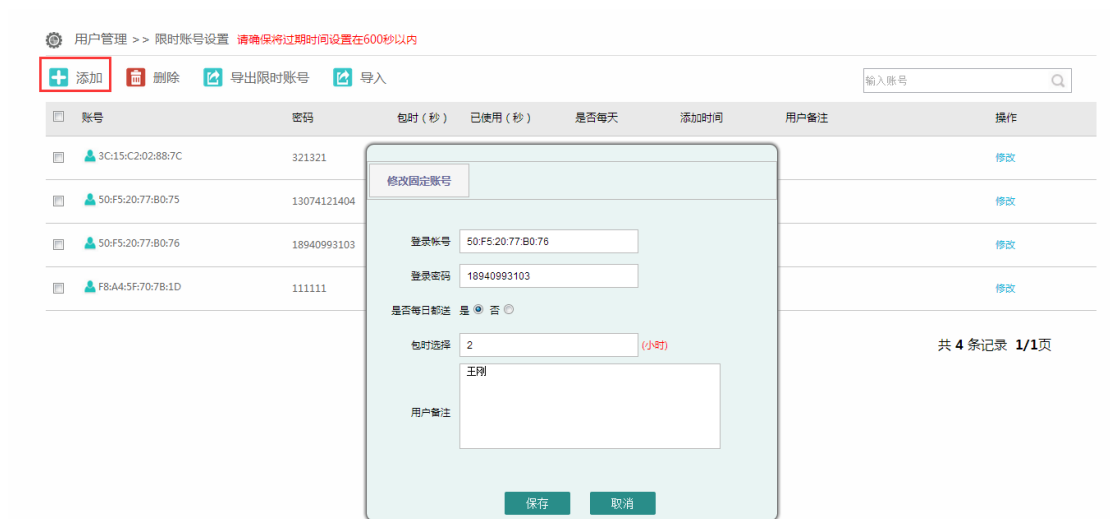 用户管理 >> 限时账号设置 请确保将过期时间设置在600秒以内
添加 删除 导出限时账号 导入 输入账号
账号 密码 包时（秒） 已使用（秒） 是否每天 添加时间 用户备注 操作
3C:15:C2:02:88:7C 321321 修改
50:F5:20:77:B0:75 13074121404 修改
50:F5:20:77:B0:76 18940993103 修改
F8:A4:5F:70:7B:1D 111111 修改
共 4 条记录 1/1页
修改固定账号
登录帐号 50:F5:20:77:B0:76
登录密码 18940993103
是否每日都送 是 否
包时选择 2 (小时)
用户备注 王刚
保存 取消